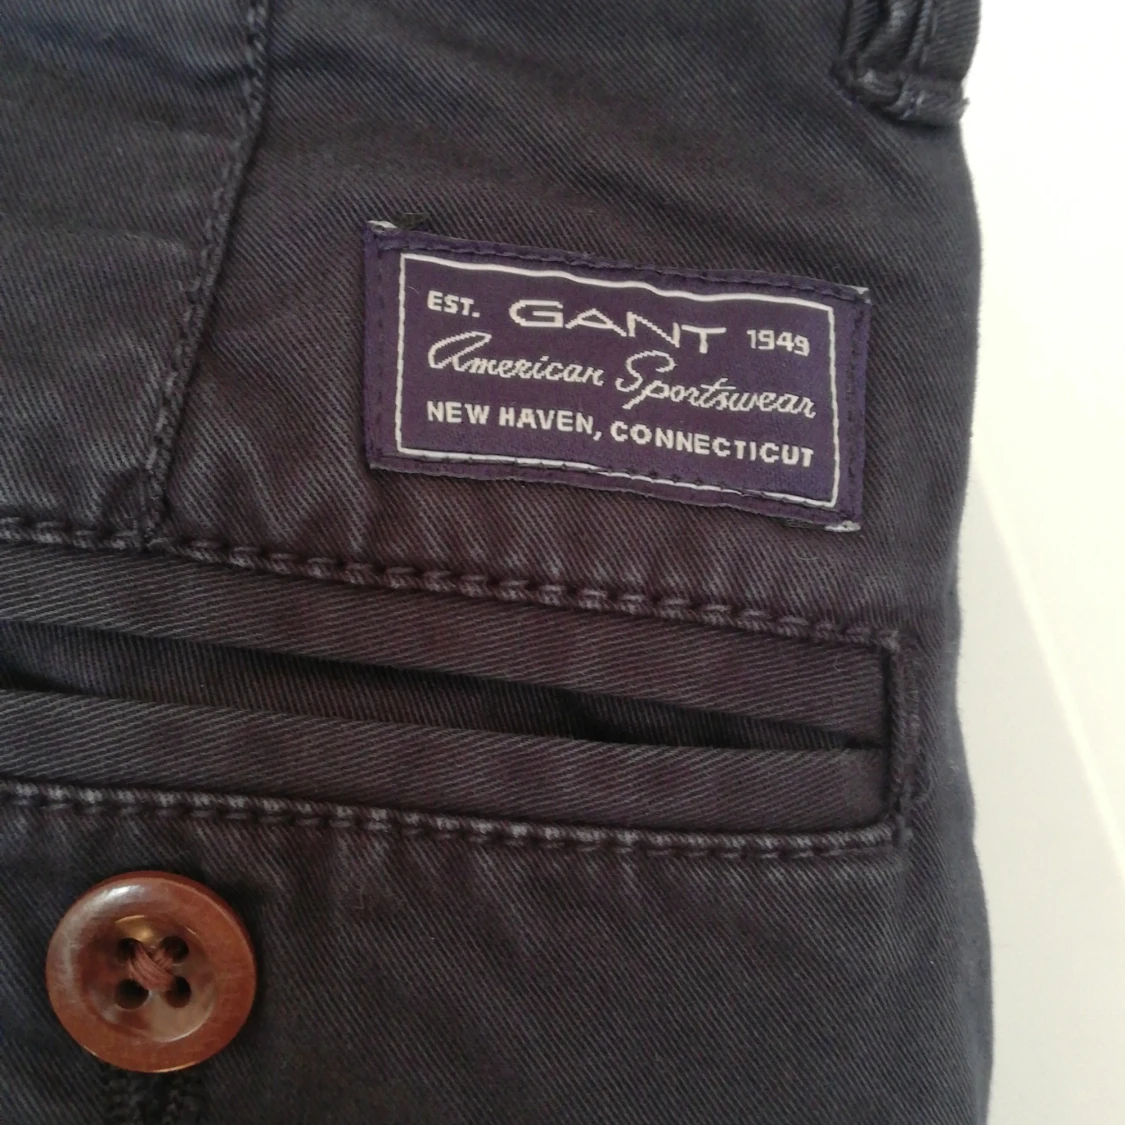 EST. GANT 1949
American Sportswear
NEW HAVEN, CONNECTICUT